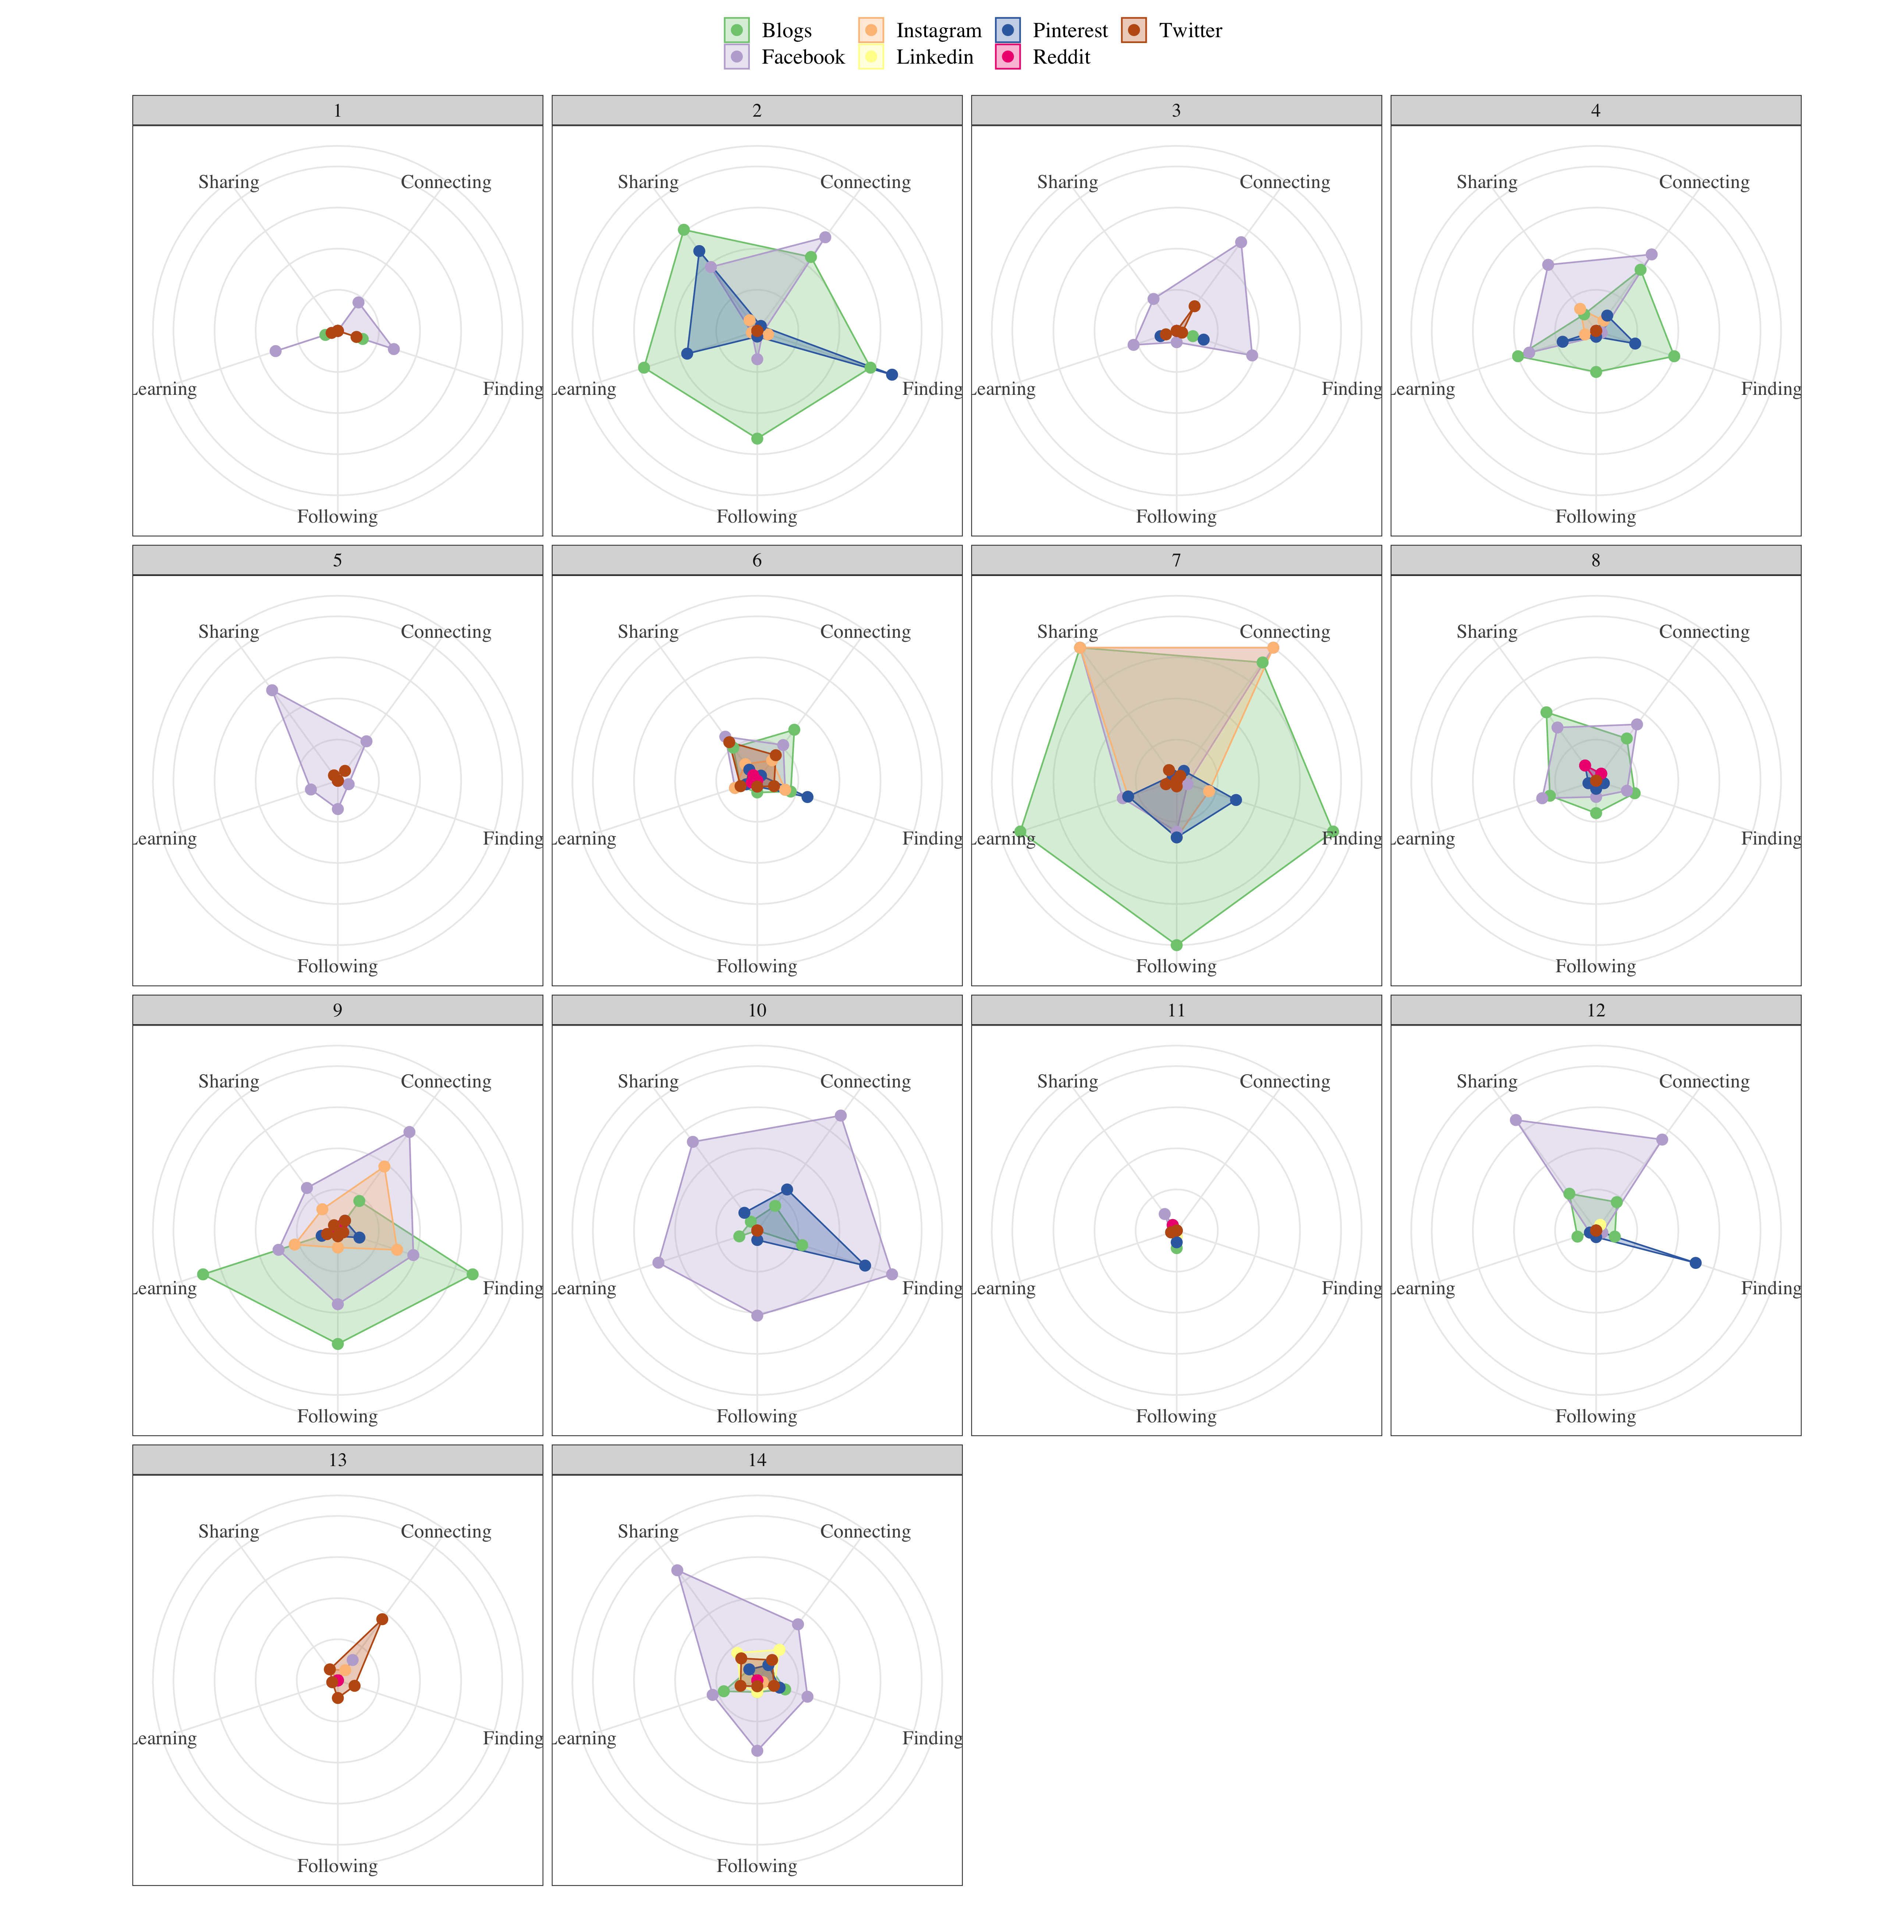 Blogs Instagram Pinterest Twitter
Facebook Linkedin Reddit
1 2 3 4
Sharing Connecting Sharing Connecting Sharing Connecting Sharing Connecting
Learning Finding Learning Finding Learning Finding Learning Finding
Following Following Following Following
5 6 7 8
Sharing Connecting Sharing Connecting Sharing Connecting Sharing Connecting
Learning Finding Learning Finding Learning Finding Learning Finding
Following Following Following Following
9 10 11 12
Sharing Connecting Sharing Connecting Sharing Connecting Sharing Connecting
Learning Finding Learning Finding Learning Finding Learning Finding
Following Following Following Following
13 14
Sharing Connecting Sharing Connecting
Learning Finding Learning Finding
Following Following